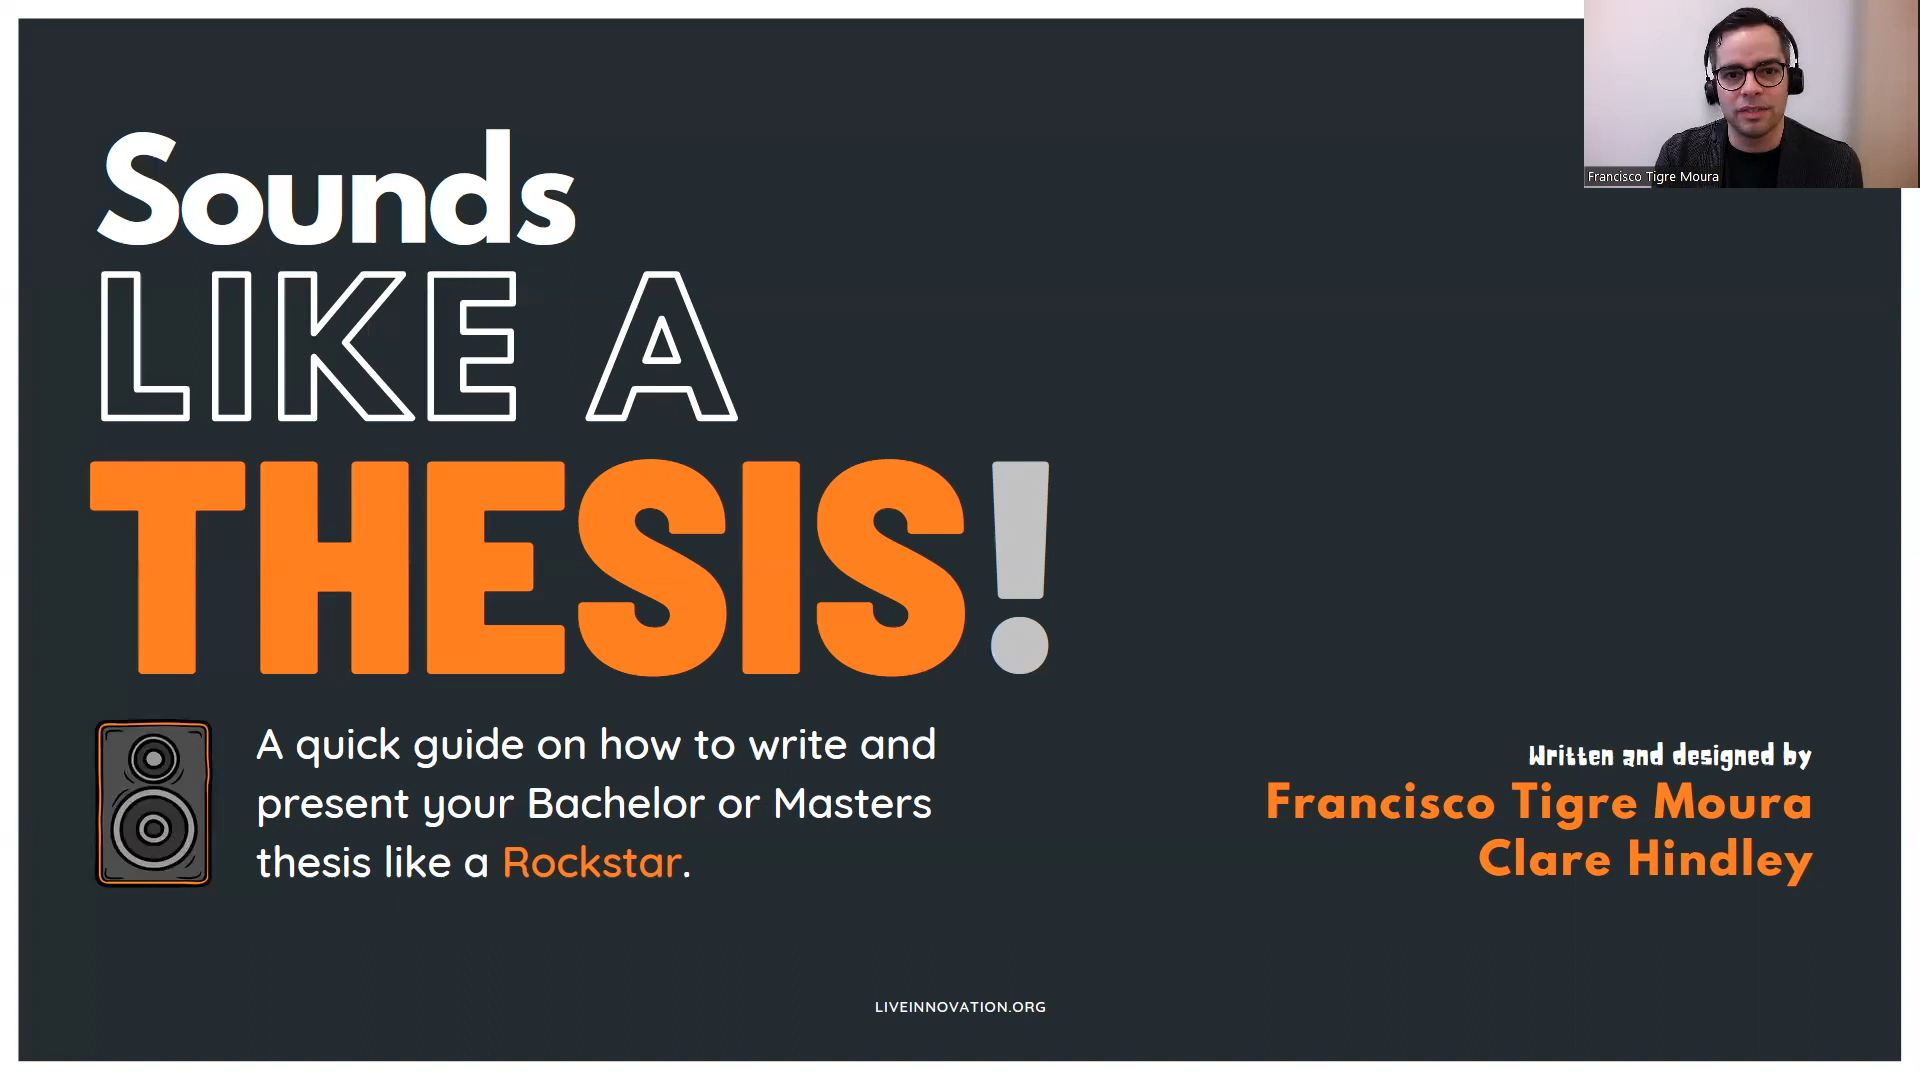 Sounds
LIKE A
THESIS!
A quick guide on how to write and
present your Bachelor or Masters
thesis like a Rockstar.
Written and designed by
Francisco Tigre Moura
Clare Hindley
LIVEINNOVATION.ORG
Francisco Tigre Moura